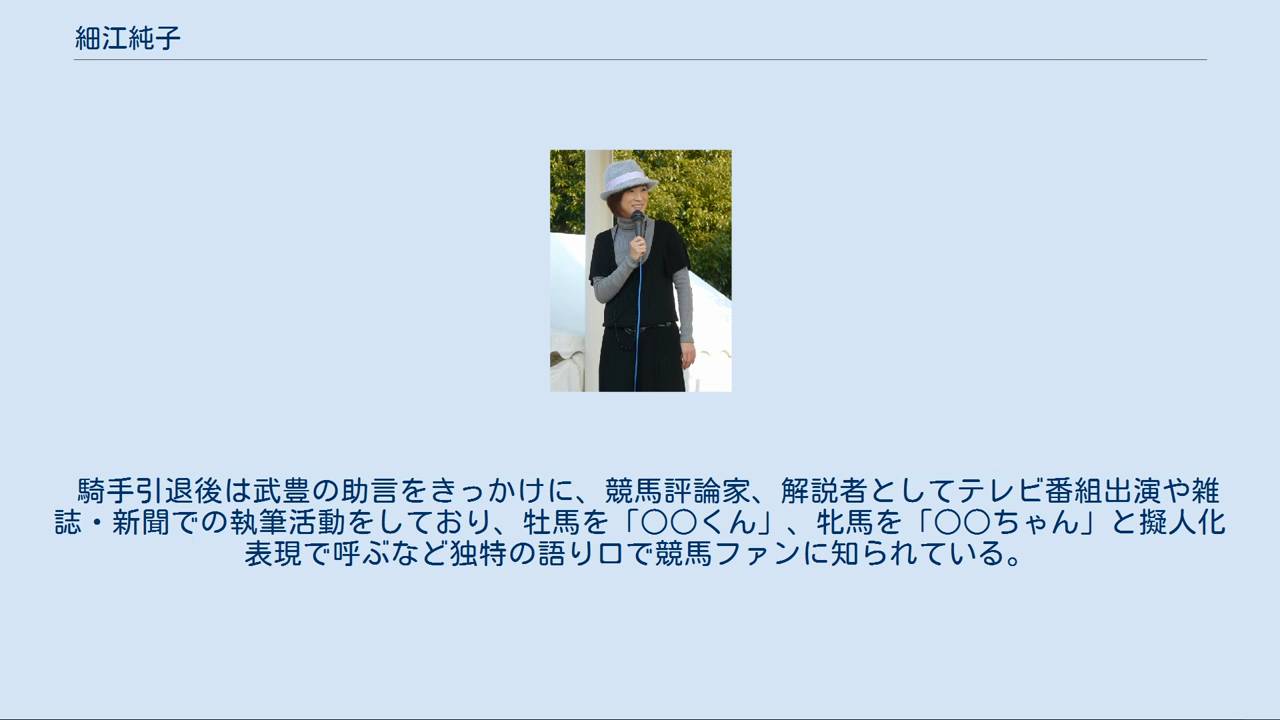 細江純子
騎手引退後は武豊の助言をきっかけに、競馬評論家、解説者としてテレビ番組出演や雑
誌・新聞での執筆活動をしており、牡馬を「〇〇くん」、牝馬を「〇〇ちゃん」と擬人化
表現で呼ぶなど独特の語り口で競馬ファンに知られている。